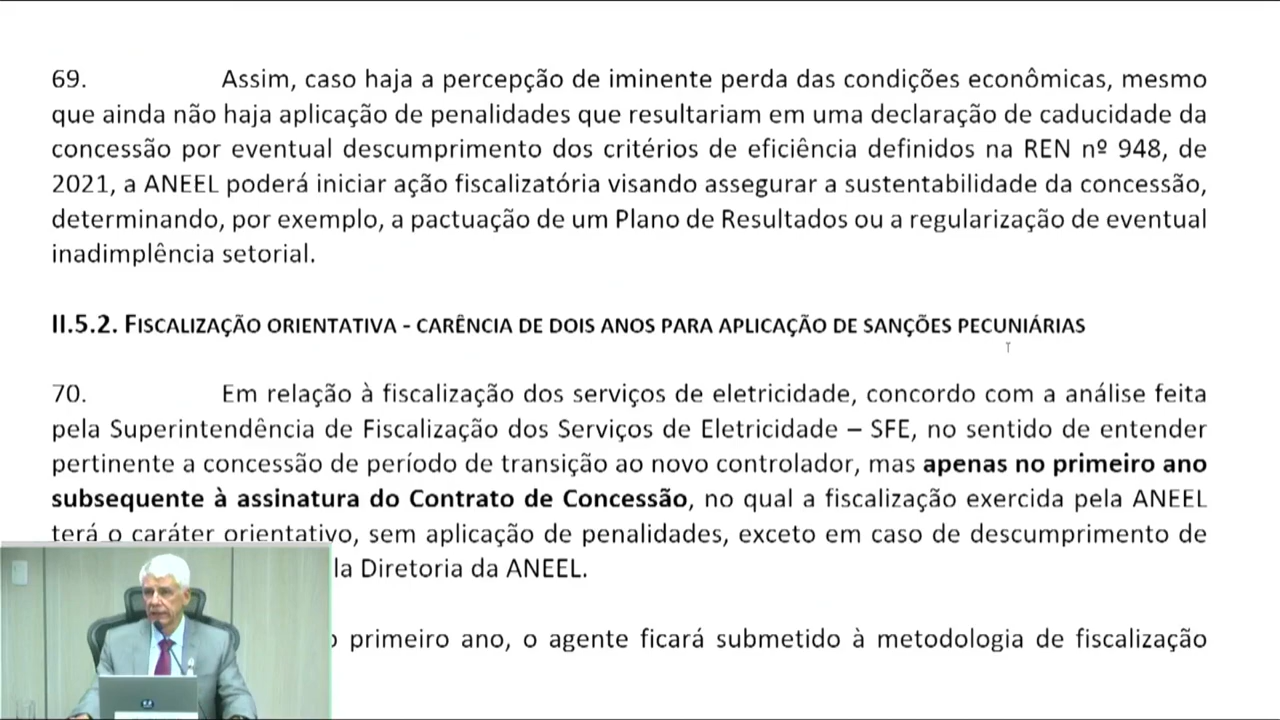 69. Assim, caso haja a percepção de iminente perda das condições econômicas, mesmo
que ainda não haja aplicação de penalidades que resultariam em uma declaração de caducidade da
concessão por eventual descumprimento dos critérios de eficiência definidos na REN nº 948, de
2021, a ANEEL poderá iniciar ação fiscalizatória visando assegurar a sustentabilidade da concessão,
determinando, por exemplo, a pactuação de um Plano de Resultados ou a regularização de eventual
inadimplência setorial.
II.5.2. FISCALIZAÇÃO ORIENTATIVA - CARÊNCIA DE DOIS ANOS PARA APLICAÇÃO DE SANÇÕES PECUNIÁRIAS
70. Em relação à fiscalização dos serviços de eletricidade, concordo com a análise feita
pela Superintendência de Fiscalização dos Serviços de Eletricidade – SFE, no sentido de entender
pertinente a concessão de período de transição ao novo controlador, mas apenas no primeiro ano
subsequente à assinatura do Contrato de Concessão, no qual a fiscalização exercida pela ANEEL
terá o caráter orientativo, sem aplicação de penalidades, exceto em caso de descumprimento de
la Diretoria da ANEEL.
primeiro ano, o agente ficará submetido à metodologia de fiscalização